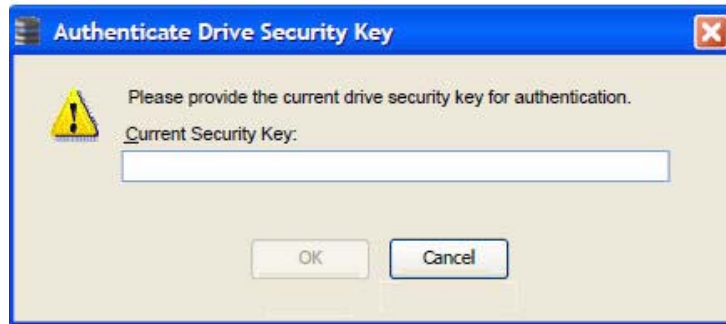 Authenticate Drive Security Key
Please provide the current drive security key for authentication.
Current Security Key:
OK
Cancel